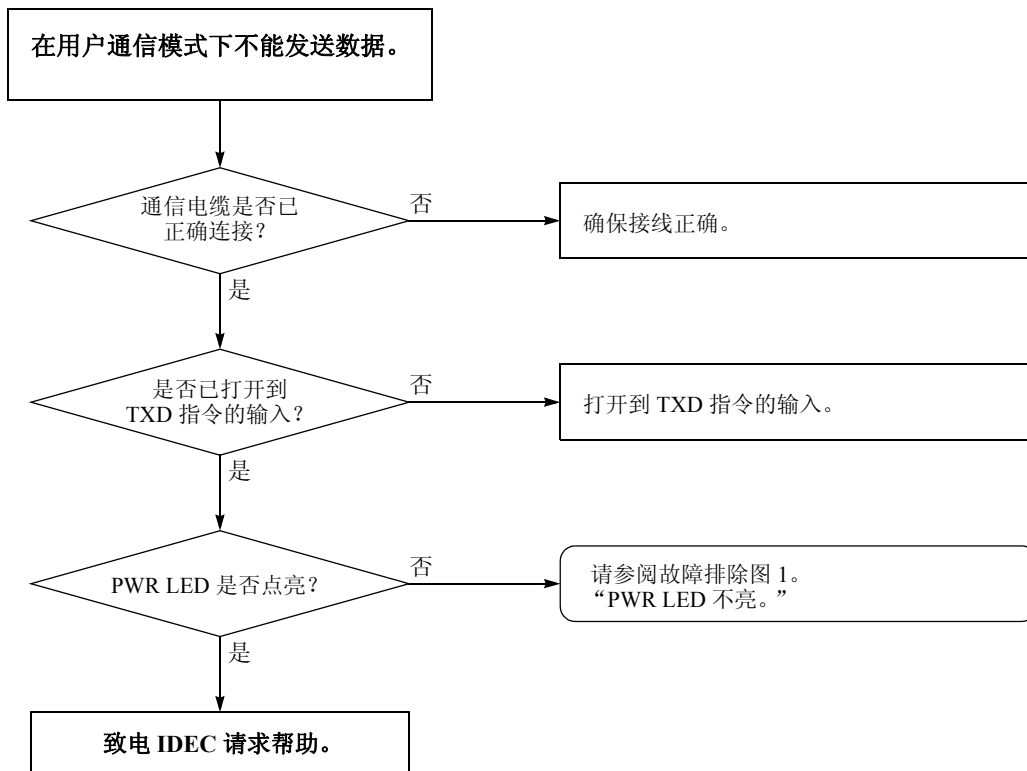 在用户通信模式下不能发送数据。
通信电缆是否已
正确连接？
否
确保接线正确。
是
是否已打开到
TXD 指令的输入？
否
打开到 TXD 指令的输入。
是
PWR LED 是否点亮？
否
请参阅故障排除图 1。
“PWR LED 不亮。”
是
致电 IDEC 请求帮助。